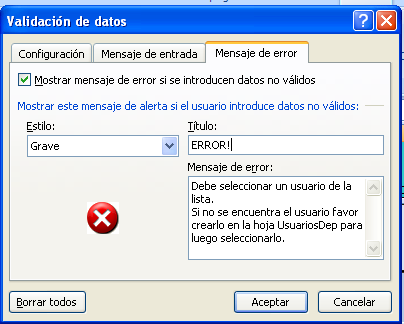 Validación de datos
Configuración
Mensaje de entrada
Mensaje de error
Mostrar mensaje de error si se introducen datos no válidos
Mostrar este mensaje de alerta si el usuario introduce datos no válidos:
Estilo:
Título:
Grave
ERROR!
Mensaje de error:
Debe seleccionar un usuario de la
lista.
Si no se encuentra el usuario favor
crearlo en la hoja UsuariosDep para
luego seleccionarlo.
Borrar todos
Aceptar
Cancelar